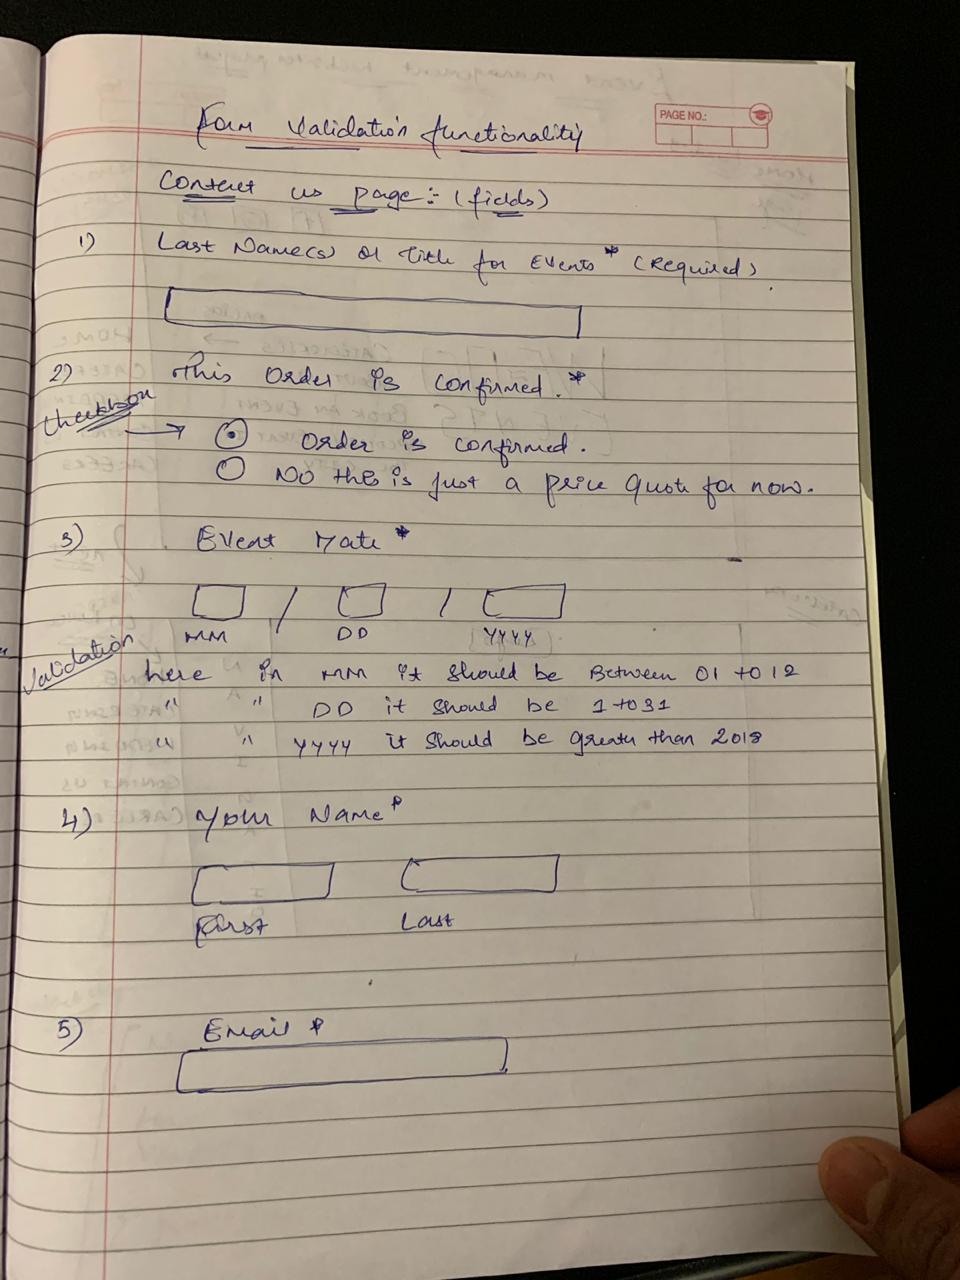 Form Validation functionality
PAGE NO.:
Contact us page:- (fields)
1) Last Name(s) or Title for Events * (Required)
2) This Order is confirmed. *
Checkbox → Order is confirmed.
No this is just a price quote for now.
3) Event Date *
/ /
MM DD YYYY
Validation
here in MM it should be Between 01 to 12
" " DD it should be 1 to 31
" " YYYY it should be greater than 2018
4) Your Name *
First Last
5) Email *